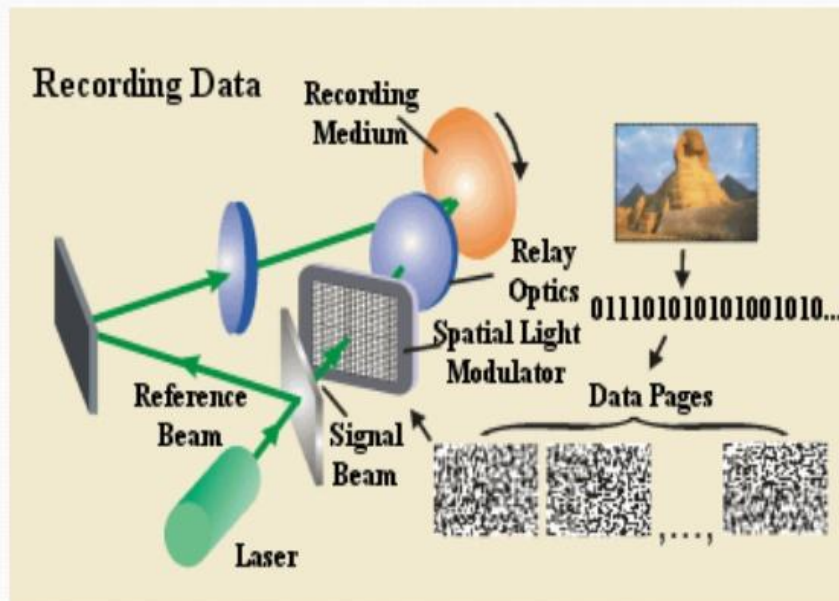 Recording Data
Recording
Medium
Relay
Optics
01110101010101001010...
Spatial Light
Modulator
Data Pages
Reference
Beam
Signal
Beam
Laser
,...,